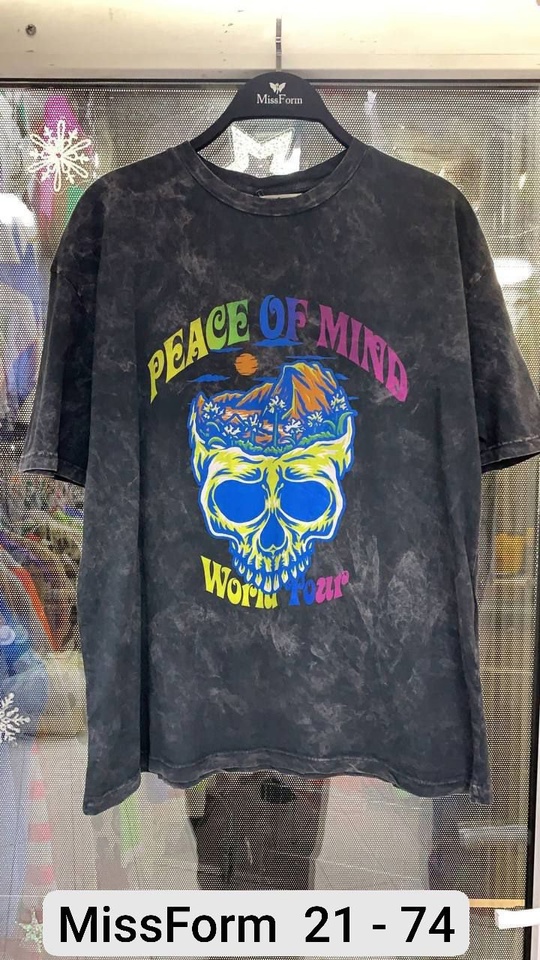 MissForm
PEACE OF MIND
World Tour
MissForm 21 - 74